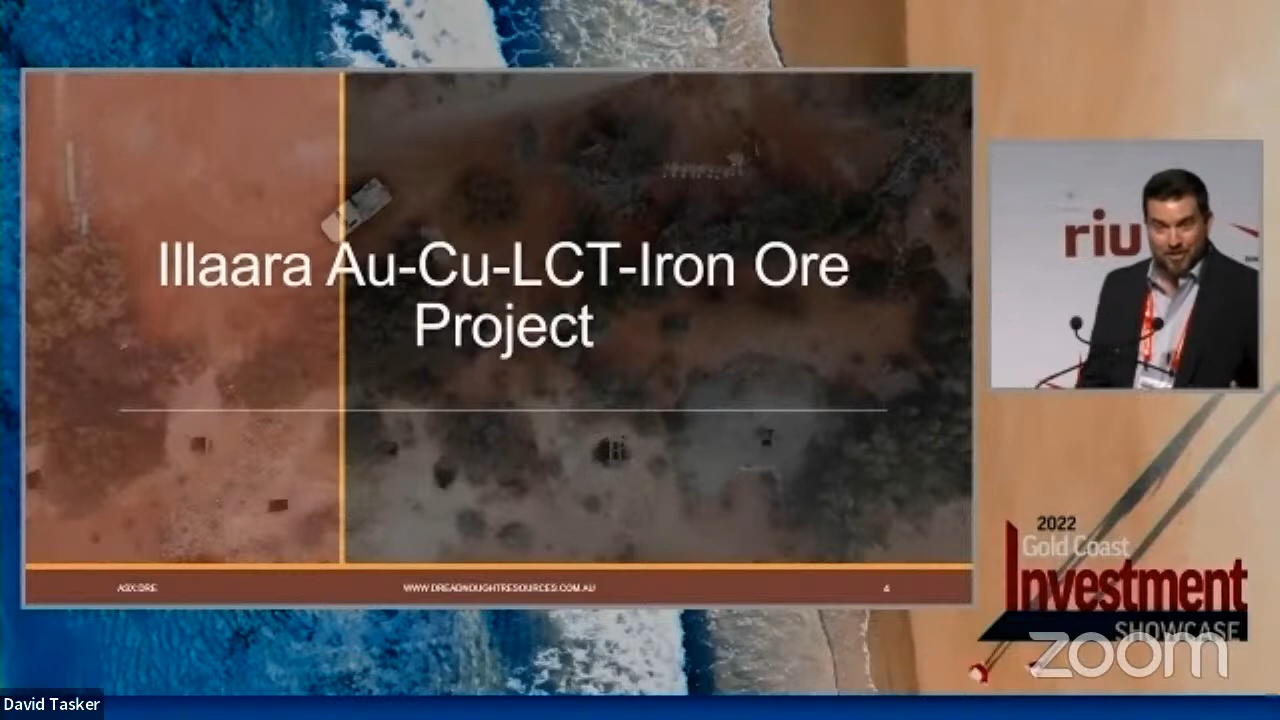 Illaara Au-Cu-LCT-Iron Ore
Project
ASX:DRE
WWW.DREADNOUGHTRESOURCES.COM.AU
4
riu
2022
Gold Coast
Investment
SHOWCASE
zoom
David Tasker